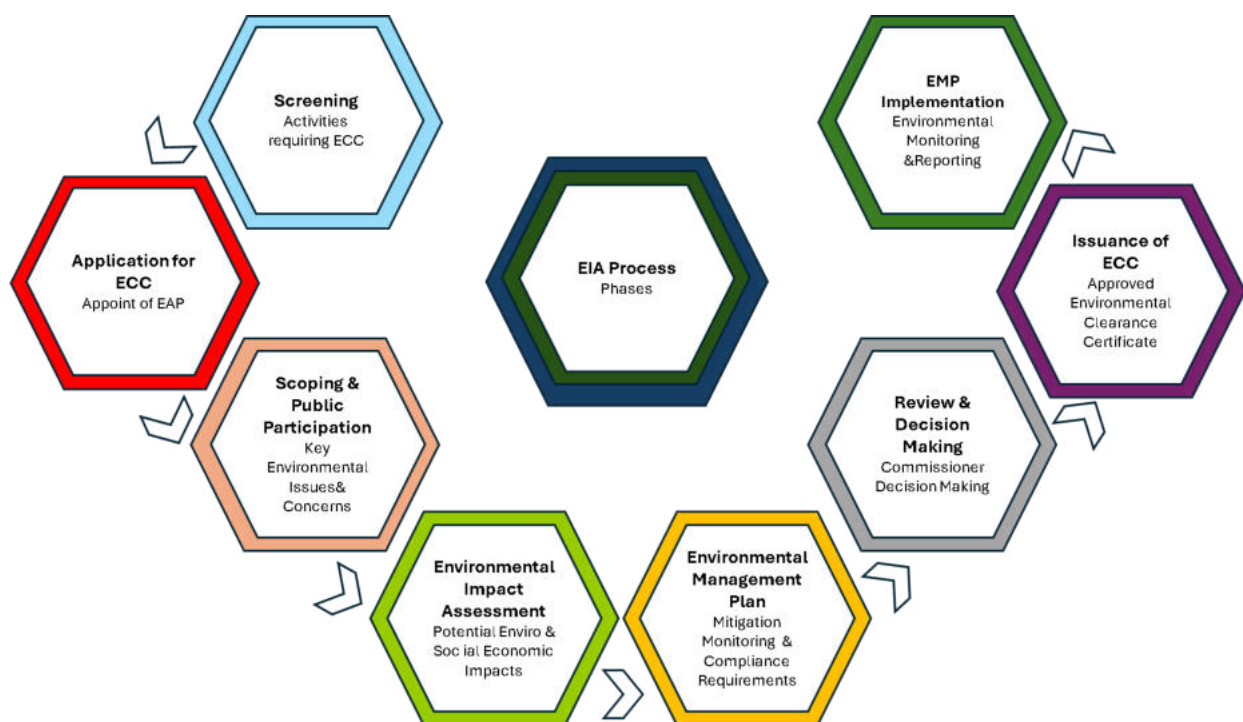 Screening
Activities
requiring ECC
Application for
ECC
Appoint of EAP
Scoping &
Public
Participation
Key
Environmental
Issues&
Concerns
Environmental
Impact
Assessment
Potential Enviro &
Social Economic
Impacts
Environmental
Management
Plan
Mitigation
Monitoring &
Compliance
Requirements
Review &
Decision
Making
Commissioner
Decision Making
Issuance of
ECC
Approved
Environmental
Clearance
Certificate
EMP
Implementation
Environmental
Monitoring
&Reporting
EIA Process
Phases